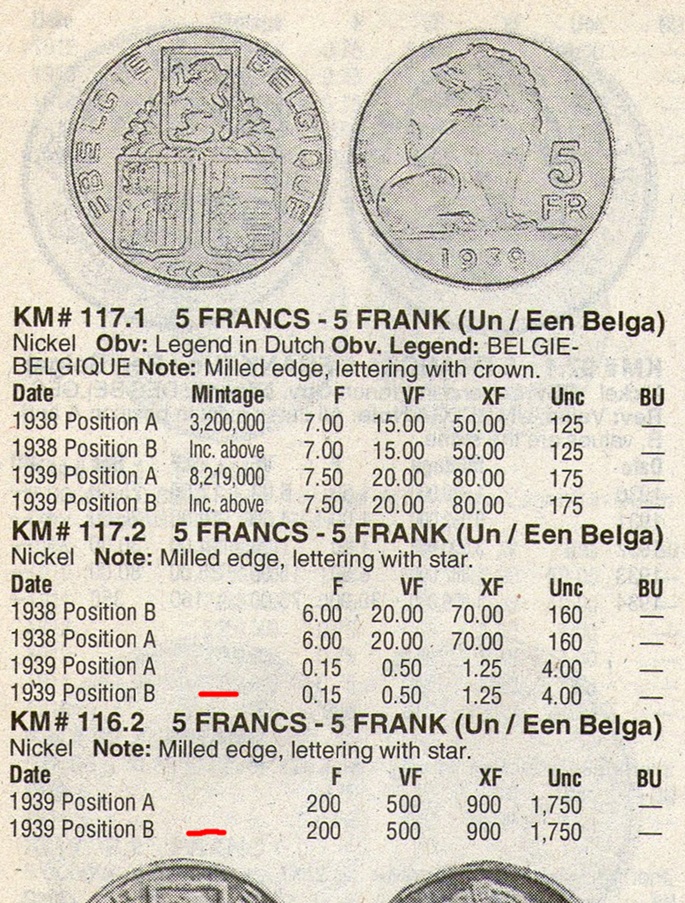 BELGIE BELGIQUE
5
FR
1939
KM# 117.1 5 FRANCS - 5 FRANK (Un / Een Belga)
Nickel Obv: Legend in Dutch Obv. Legend: BELGIE-
BELGIQUE Note: Milled edge, lettering with crown.
Date Mintage F VF XF Unc BU
1938 Position A 3,200,000 7.00 15.00 50.00 125 —
1938 Position B Inc. above 7.00 15.00 50.00 125 —
1939 Position A 8,219,000 7.50 20.00 80.00 175 —
1939 Position B Inc. above 7.50 20.00 80.00 175 —
KM# 117.2 5 FRANCS - 5 FRANK (Un / Een Belga)
Nickel Note: Milled edge, lettering with star.
Date F VF XF Unc BU
1938 Position B 6.00 20.00 70.00 160 —
1938 Position A 6.00 20.00 70.00 160 —
1939 Position A 0.15 0.50 1.25 4.00 —
1939 Position B 0.15 0.50 1.25 4.00 —
KM# 116.2 5 FRANCS - 5 FRANK (Un / Een Belga)
Nickel Note: Milled edge, lettering with star.
Date F VF XF Unc BU
1939 Position A 200 500 900 1,750 —
1939 Position B 200 500 900 1,750 —